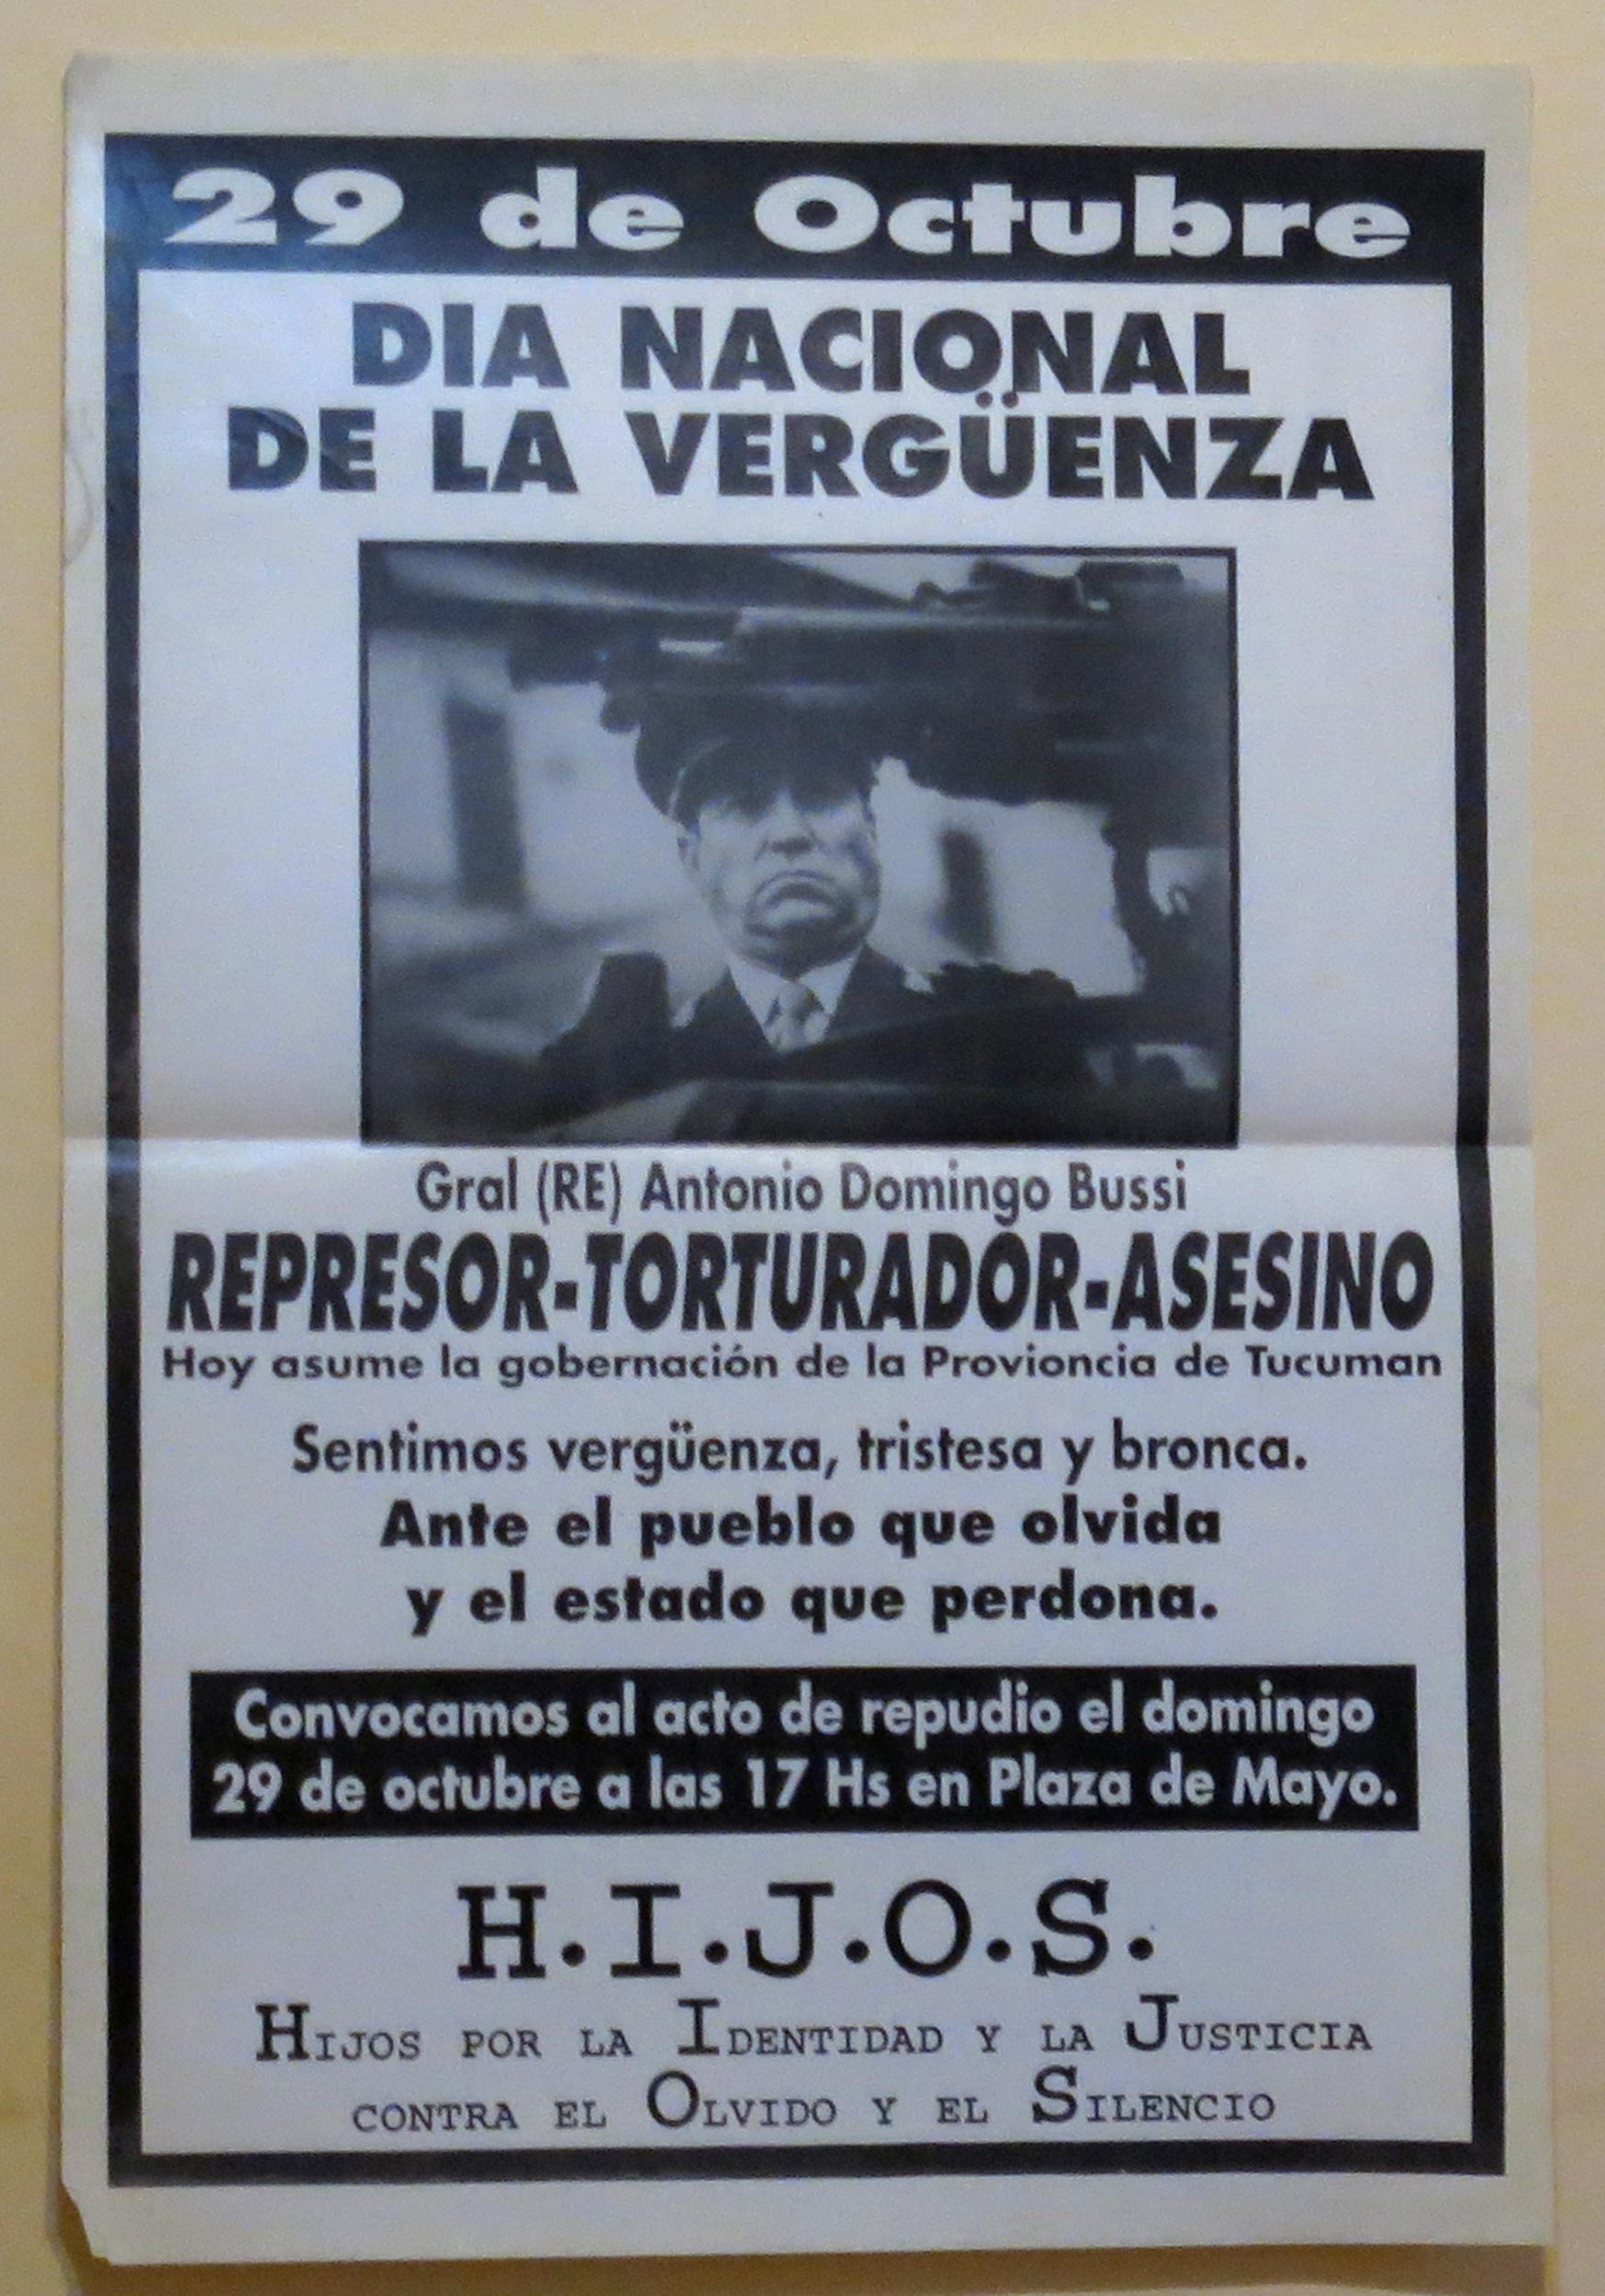 29 de Octubre
DIA NACIONAL
DE LA VERGÜENZA
Gral (RE) Antonio Domingo Bussi
REPRESOR-TORTURADOR-ASESINO
Hoy asume la gobernación de la Provioncia de Tucuman
Sentimos vergüenza, tristesa y bronca.
Ante el pueblo que olvida
y el estado que perdona.
Convocamos al acto de repudio el domingo
29 de octubre a las 17 Hs en Plaza de Mayo.
H.I.J.O.S.
HIJOS POR LA IDENTIDAD Y LA JUSTICIA
CONTRA EL OLVIDO Y EL SILENCIO